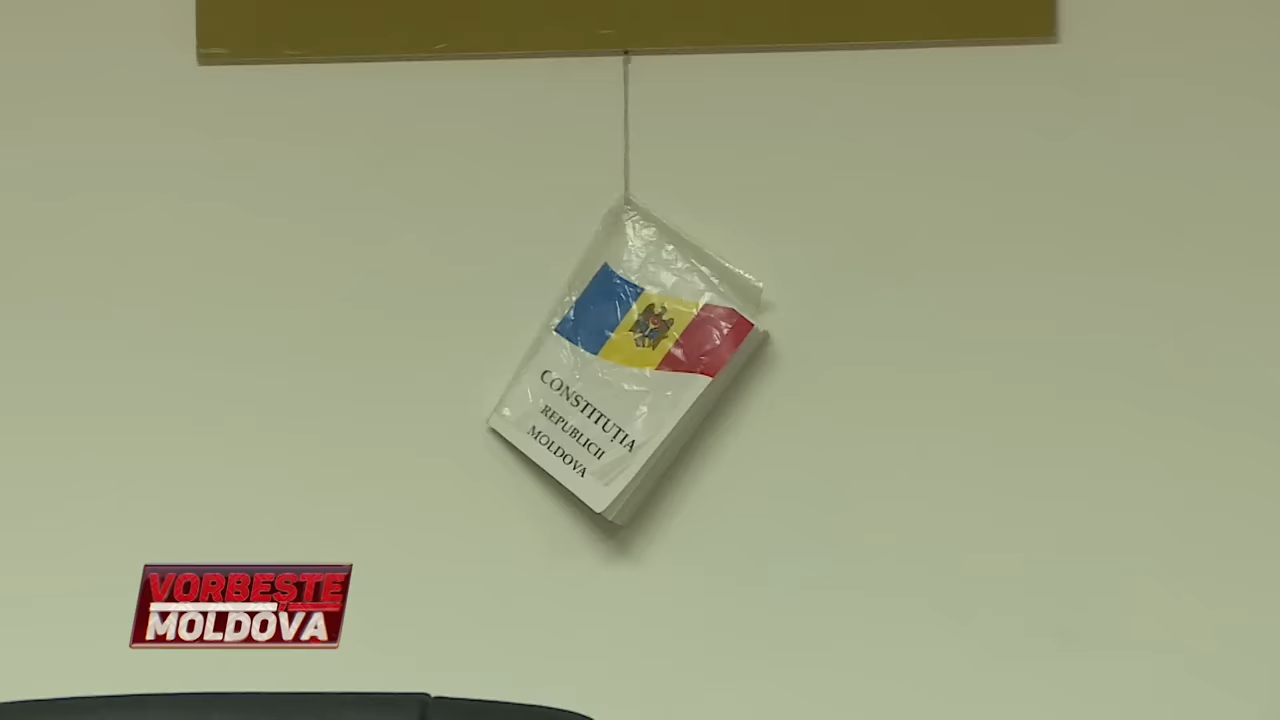 CONSTITUȚIA
REPUBLICII
MOLDOVA
VORBEȘTE
MOLDOVA